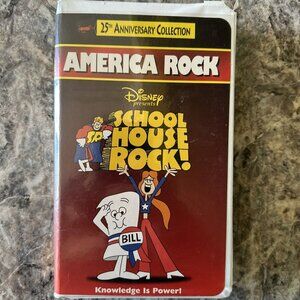 25th Anniversary Collection
AMERICA ROCK
Disney
presents
SCHOOL
HOUSE
ROCK!
BILL
Knowledge Is Power!